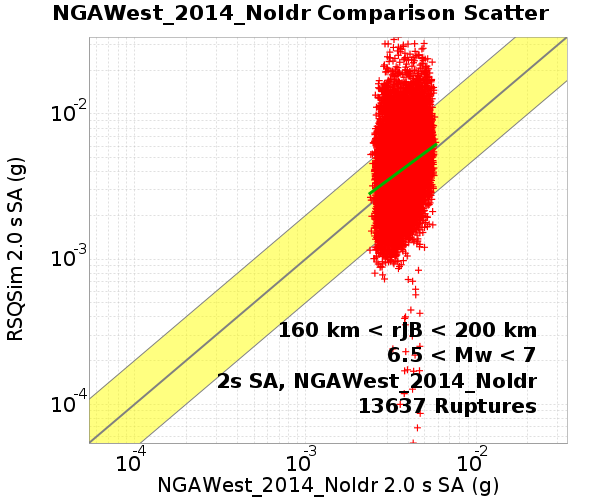 NGAWest_2014_NoIdr Comparison Scatter
RSQSim 2.0 s SA (g)
10-2
10-3
10-4
160 km < rJB < 200 km
6.5 < Mw < 7
2s SA, NGAWest_2014_NoIdr
13637 Ruptures
10-4
10-3
10-2
NGAWest_2014_NoIdr 2.0 s SA (g)